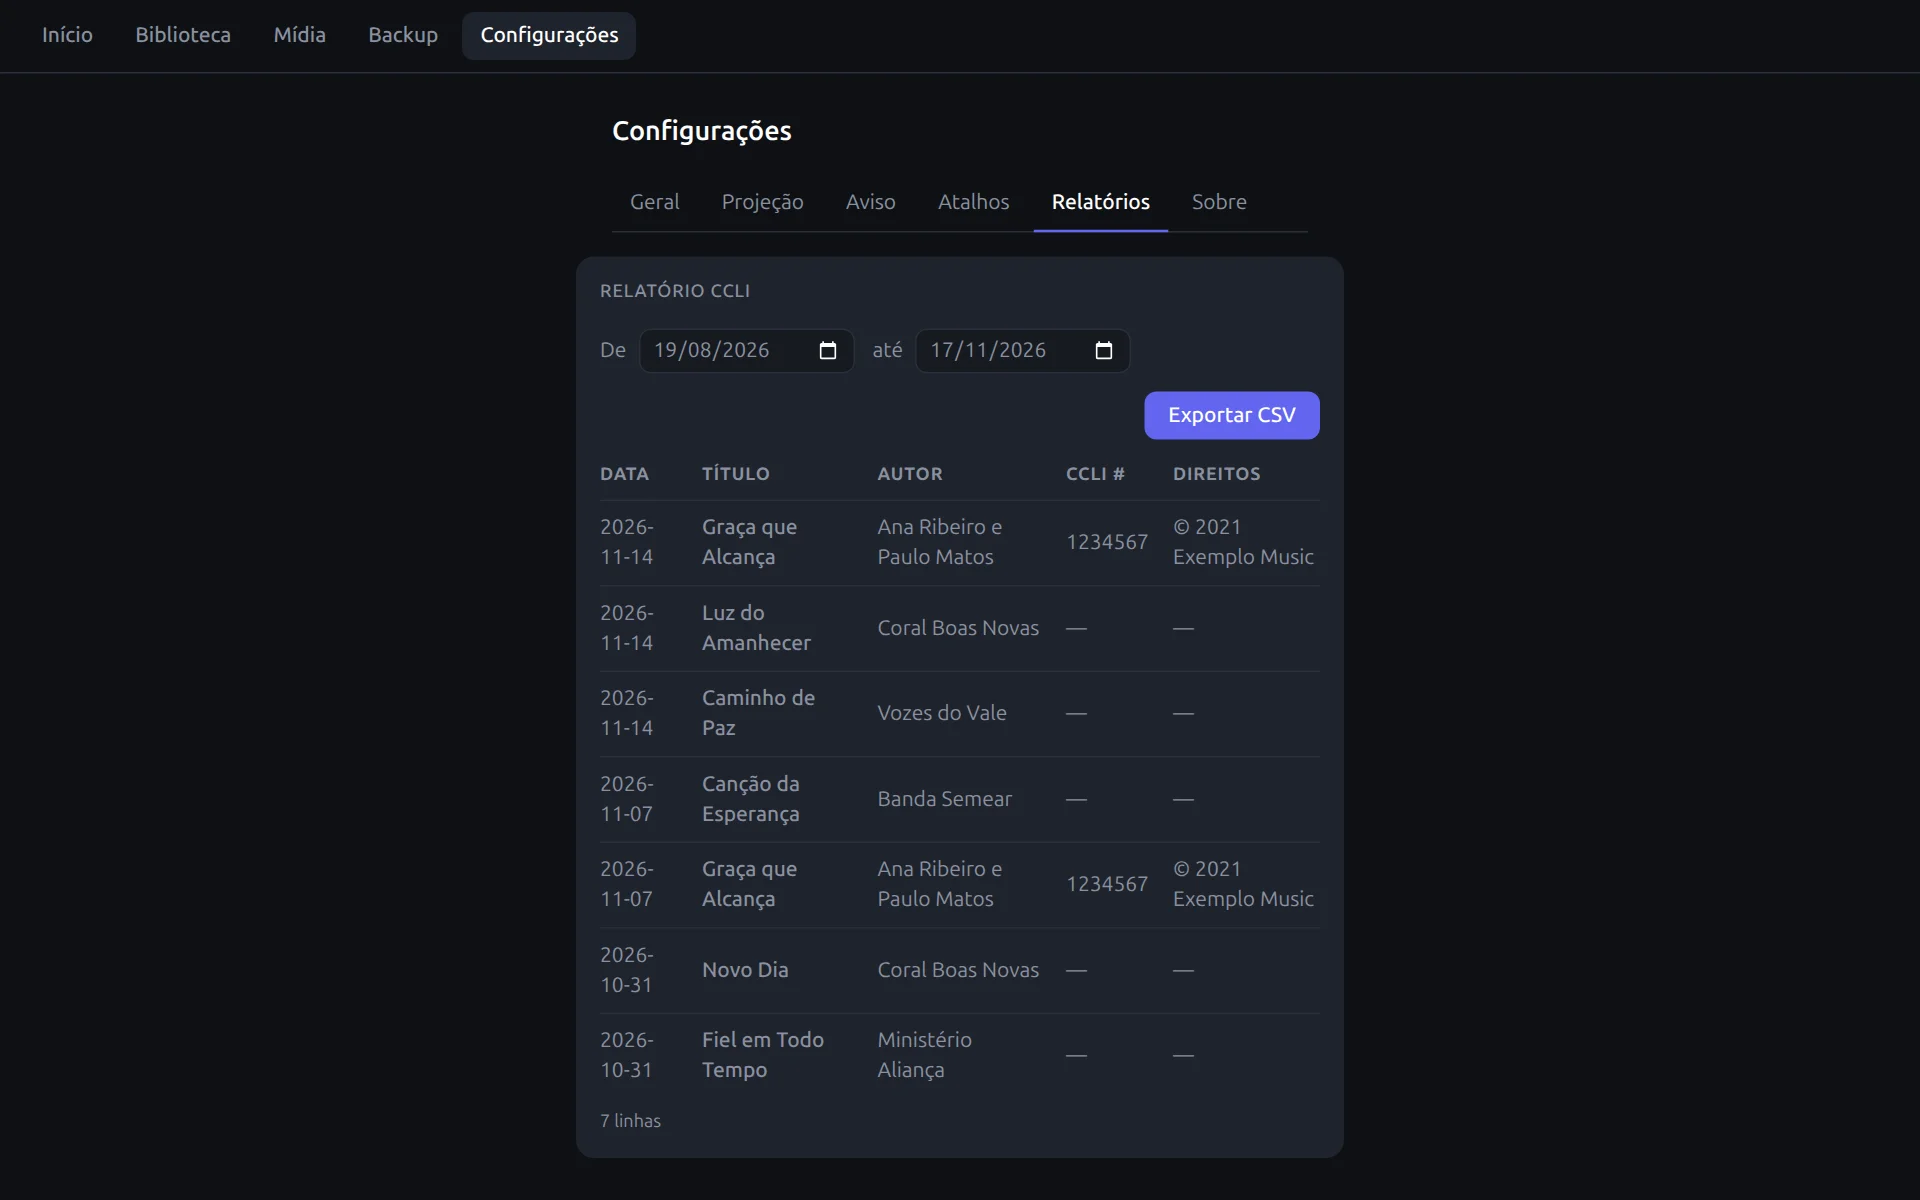 Início Biblioteca Mídia Backup Configurações
Configurações
Geral Projeção Aviso Atalhos Relatórios Sobre
RELATÓRIO CCLI
De 19/08/2026 até 17/11/2026
Exportar CSV
DATA TÍTULO AUTOR CCLI # DIREITOS
2026-11-14 Graça que Alcança Ana Ribeiro e Paulo Matos 1234567 © 2021 Exemplo Music
2026-11-14 Luz do Amanhecer Coral Boas Novas — —
2026-11-14 Caminho de Paz Vozes do Vale — —
2026-11-07 Canção da Esperança Banda Semear — —
2026-11-07 Graça que Alcança Ana Ribeiro e Paulo Matos 1234567 © 2021 Exemplo Music
2026-10-31 Novo Dia Coral Boas Novas — —
2026-10-31 Fiel em Todo Tempo Ministério Aliança — —
7 linhas